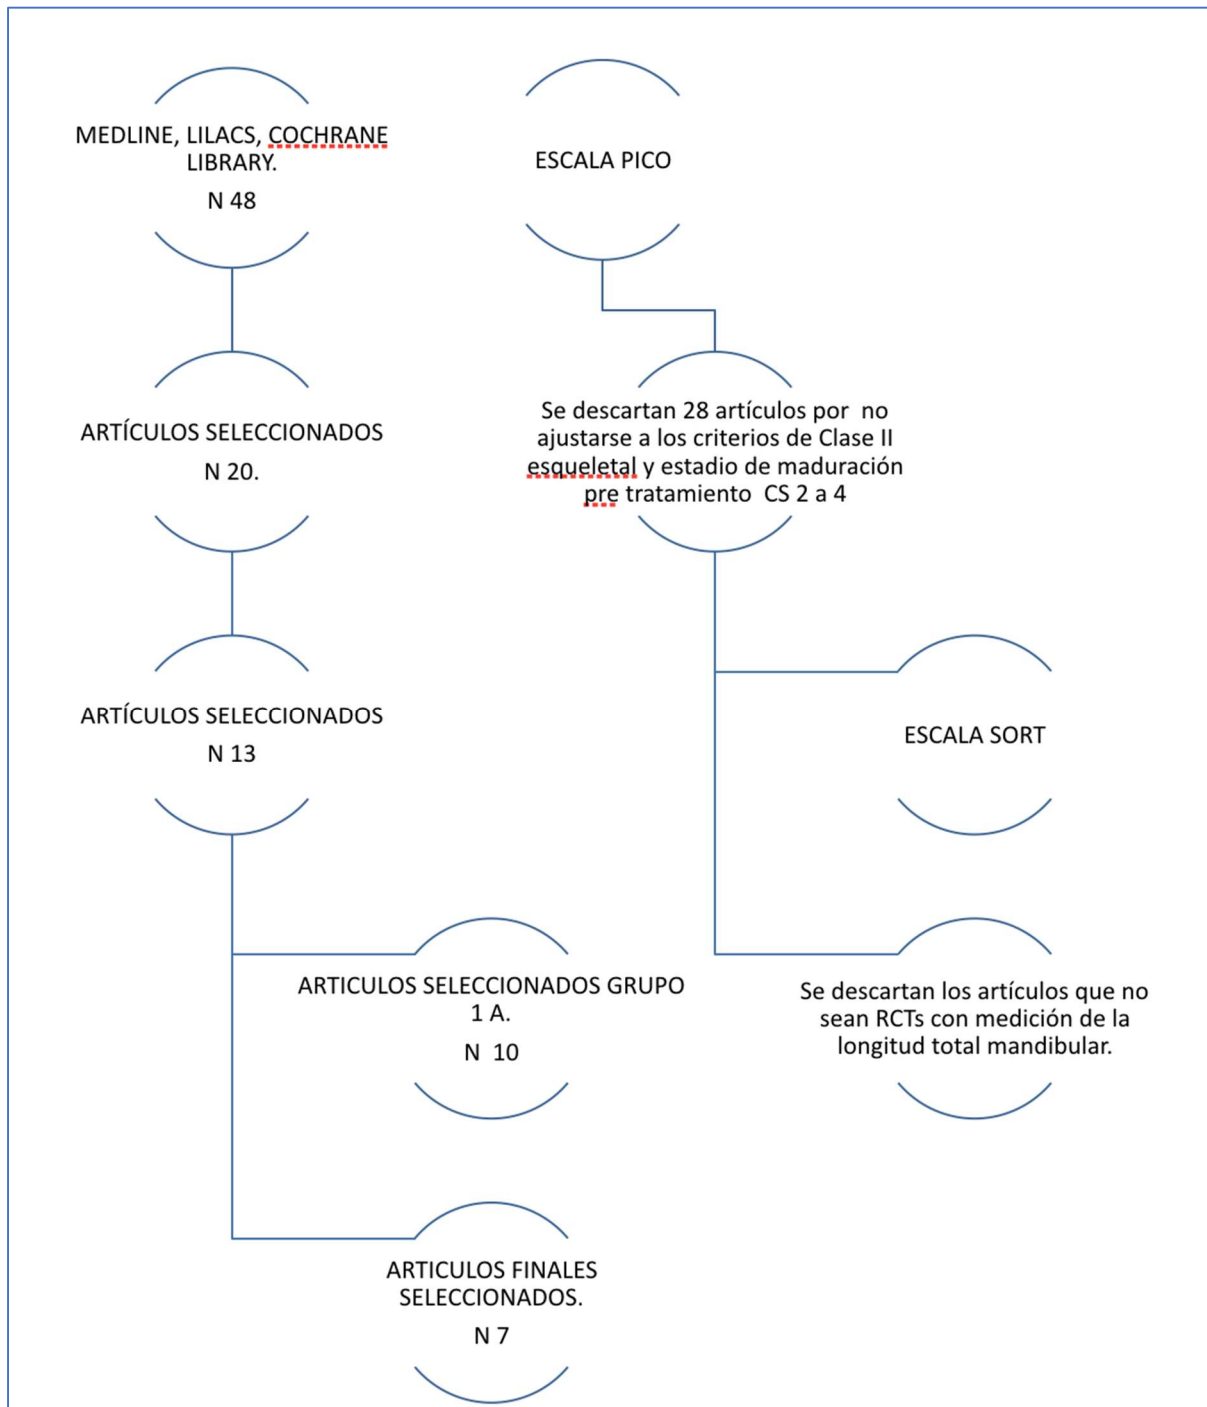 MEDLINE, LILACS, COCHRANE
LIBRARY.
N 48
ESCALA PICO
ARTÍCULOS SELECCIONADOS
N 20.
Se descartan 28 artículos por no
ajustarse a los criterios de Clase II
esqueletal y estadio de maduración
pre tratamiento CS 2 a 4
ARTÍCULOS SELECCIONADOS
N 13
ESCALA SORT
ARTICULOS SELECCIONADOS GRUPO
1 A.
N 10
Se descartan los artículos que no
sean RCTs con medición de la
longitud total mandibular.
ARTICULOS FINALES
SELECCIONADOS.
N 7